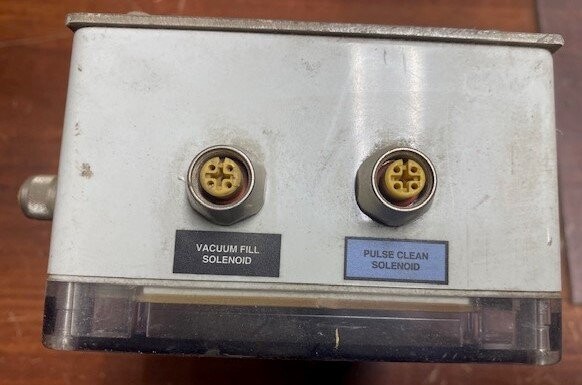 VACUUM FILL
SOLENOID
PULSE CLEAN
SOLENOID